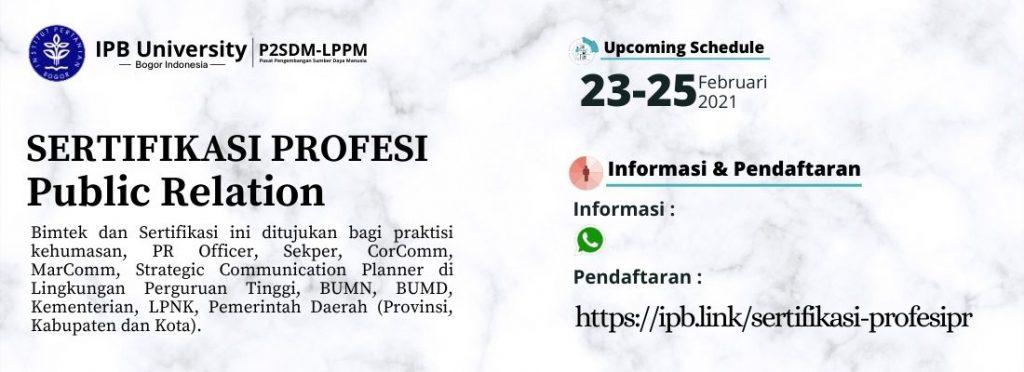 INSTITUT PERTANIAN
BOGOR
IPB University
Bogor Indonesia
P2SDM-LPPM
Pusat Pengembangan Sumber Daya Manusia
SERTIFIKASI PROFESI
Public Relation
Bimtek dan Sertifikasi ini ditujukan bagi praktisi
kehumasan, PR Officer, Sekper, CorComm,
MarComm, Strategic Communication Planner di
Lingkungan Perguruan Tinggi, BUMN, BUMD,
Kementerian, LPNK, Pemerintah Daerah (Provinsi,
Kabupaten dan Kota).
Upcoming Schedule
23-25 Februari
2021
Informasi & Pendaftaran
Informasi :
Pendaftaran :
https://ipb.link/sertifikasi-profesipr